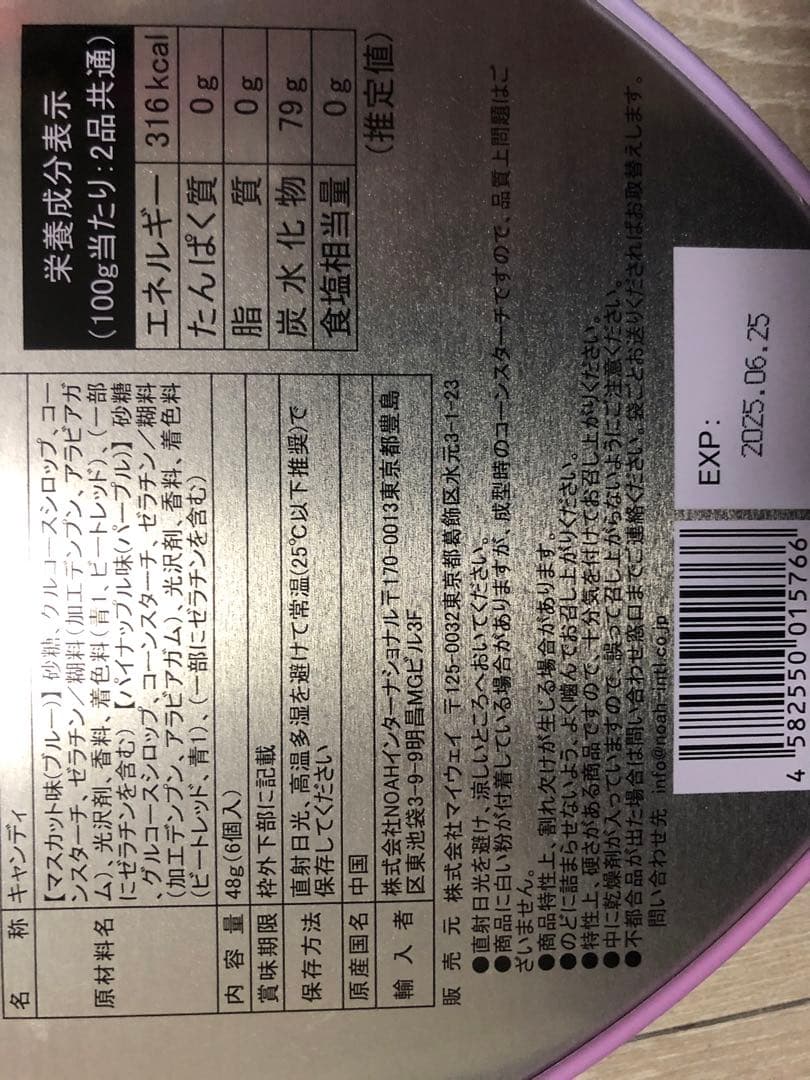 名　称 キャンディ
原材料名 【マスカット味(ブルー)】砂糖、グルコースシロップ、コー
ンスターチ、ゼラチン/糊料(加工デンプン、アラビアガ
ム)、光沢剤、香料、着色料(青1、ビートレッド)、(一部
にゼラチンを含む)【パイナップル味(パープル)】砂糖
、グルコースシロップ、コーンスターチ、ゼラチン/糊料
(加工デンプン、アラビアガム)、光沢剤、香料、着色料
(ビートレッド、青1)、(一部にゼラチンを含む)
内容量 48g(6個入)
賞味期限 枠外下部に記載
保存方法 直射日光、高温多湿を避けて常温(25℃以下推奨)で
保存してください
原産国名 中国
輸入者 株式会社NOAHインターナショナル〒170-0013東京都豊島
区東池袋3-9-9明昌MGビル3F
販売元 株式会社マイウェイ 〒125-0032東京都葛飾区水元3-1-23
●直射日光を避け、涼しいところへおいてください。
●商品に白い粉が付着している場合がありますが、成型時のコーンスターチですので、品質上問題はご
ざいません。
●商品特性上、割れ欠けが生じる場合があります。
●のどに詰まらせないよう、よく噛んでお召し上がりください。
●特性上、硬さがある商品ですので、十分気を付けてお召し上がりください。
●中に乾燥剤が入っていますので、誤って召し上がらないようにご注意ください。
●不都合品が出た場合は問い合わせ窓口までご連絡ください。袋ごとお送りくださればお取替えします。
問い合わせ先 info@noah-intl.co.jp
栄養成分表示
(100g当たり:2品共通)
エネルギー 316kcal
たんぱく質 0g
脂質 0g
炭水化物 79g
食塩相当量 0g
(推定値)
4 582550 015766
EXP:
2025.06.25